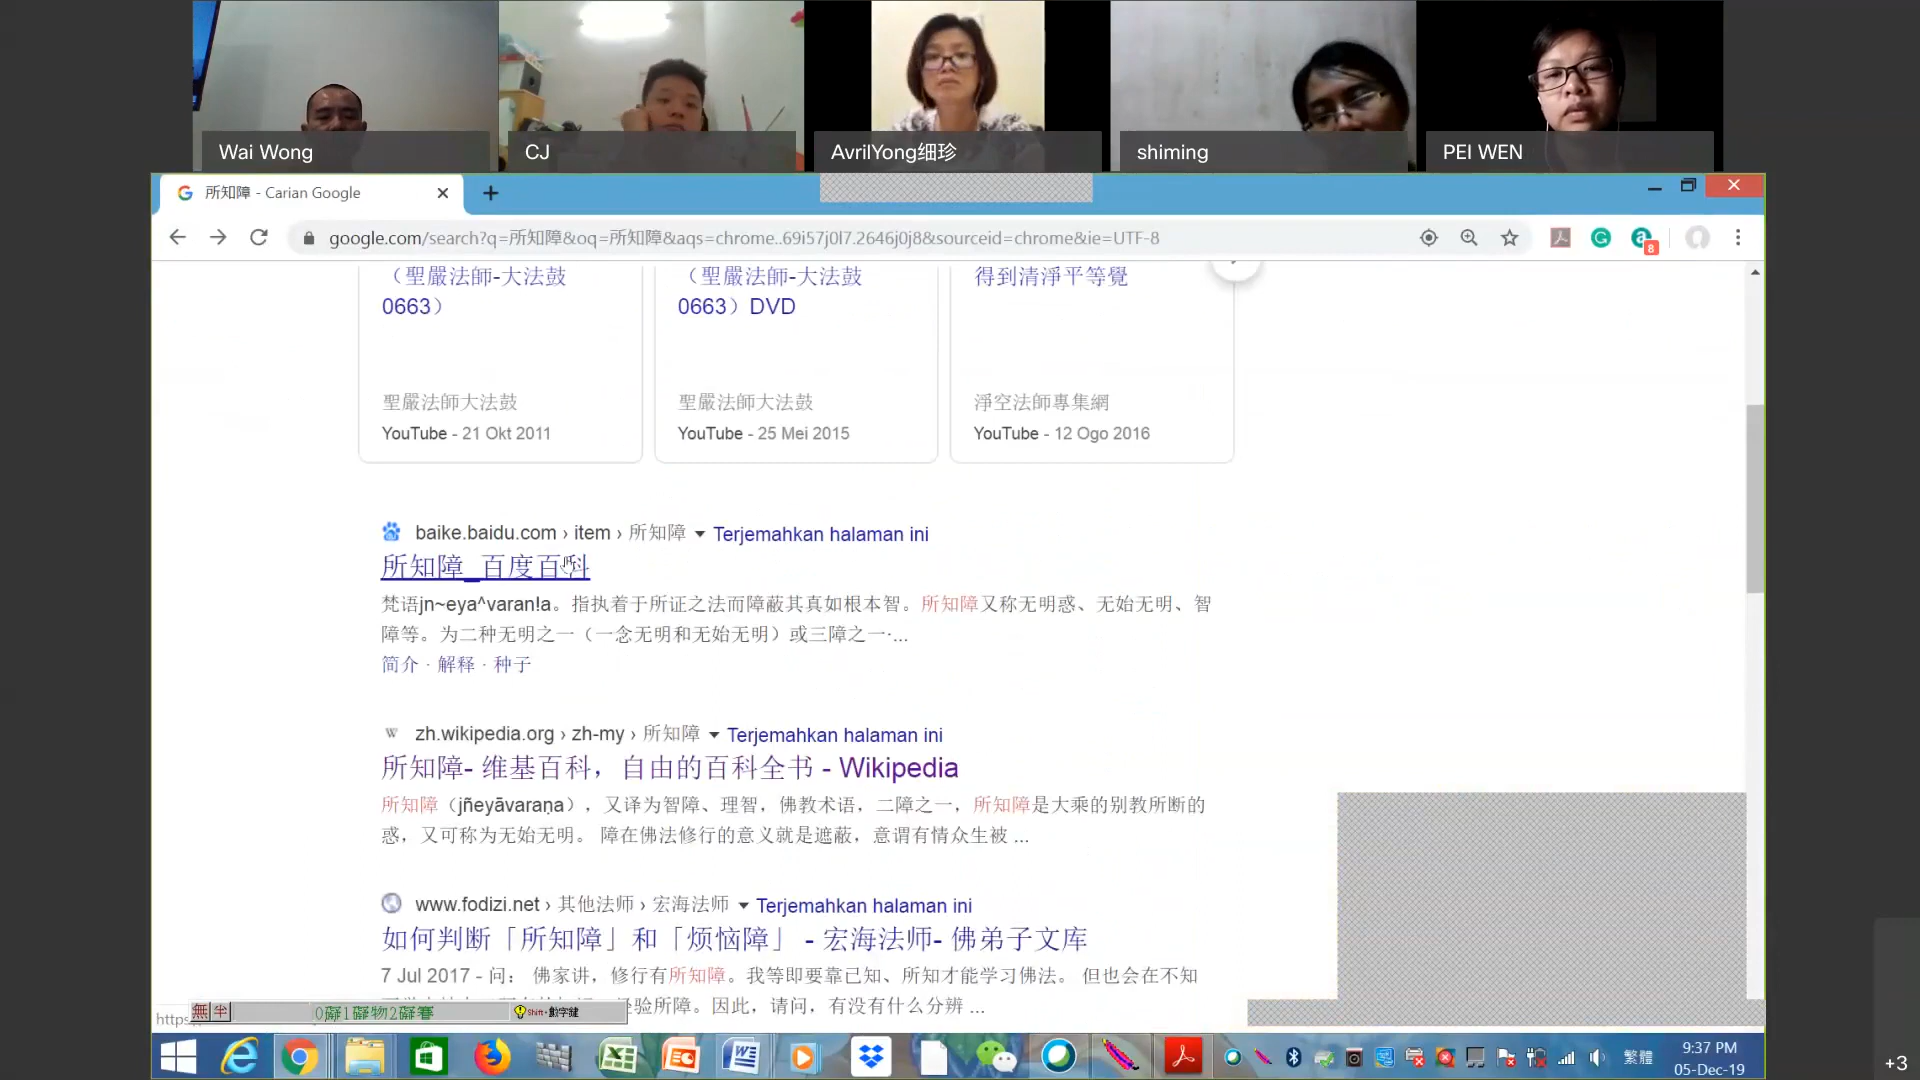 Wai Wong
CJ
AvrilYong细珍
shiming
PEI WEN
所知障 - Carian Google
google.com/search?q=所知障&oq=所知障&aqs=chrome..69i57j0l7.2646j0j8&sourceid=chrome&ie=UTF-8
8
（聖嚴法師-大法鼓
0663）
（聖嚴法師-大法鼓
0663）DVD
得到清淨平等覺
聖嚴法師大法鼓
YouTube - 21 Okt 2011
聖嚴法師大法鼓
YouTube - 25 Mei 2015
淨空法師專集網
YouTube - 12 Ogo 2016
baike.baidu.com › item › 所知障 Terjemahkan halaman ini
所知障_百度百科
梵语jn~eya^varan!a。指执着于所证之法而障蔽其真如根本智。所知障又称无明惑、无始无明、智
障等。为二种无明之一（一念无明和无始无明）或三障之一·...
简介 · 解释 · 种子
zh.wikipedia.org › zh-my › 所知障 Terjemahkan halaman ini
所知障- 维基百科，自由的百科全书 - Wikipedia
所知障（jñeyāvaraṇa），又译为智障、理智，佛教术语，二障之一，所知障是大乘的别教所断的
惑，又可称为无始无明。 障在佛法修行的意义就是遮蔽，意谓有情众生被 ...
www.fodizi.net › 其他法师 › 宏海法师 Terjemahkan halaman ini
如何判断「所知障」和「烦恼障」 - 宏海法师- 佛弟子文库
7 Jul 2017 - 问： 佛家讲，修行有所知障。我等即要靠已知、所知才能学习佛法。 但也会在不知
验所障。因此，请问，有没有什么分辨 ...
https
無 半
Shift - 數字鍵
繁體
9:37 PM
05-Dec-19
+3